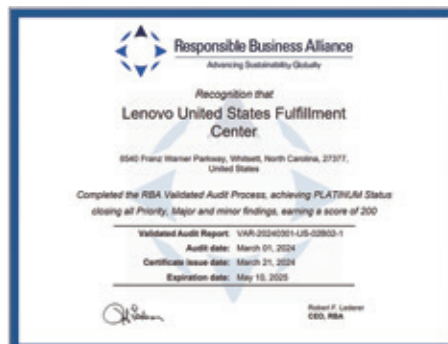 Responsible Business Alliance
Advancing Sustainability Globally
Recognition that
Lenovo United States Fulfillment
Center
6540 Franz Warner Parkway, Whitsett, North Carolina, 27377,
United States
Completed the RBA Validated Audit Process, achieving PLATINUM Status
closing all Priority, Major and minor findings, earning a score of 200
Validated Audit Report: VAR-20240301-US-02B02-1
Audit date: March 01, 2024
Certificate issue date: March 21, 2024
Expiration date: May 10, 2025
Robert F. Lederer
CEO, RBA